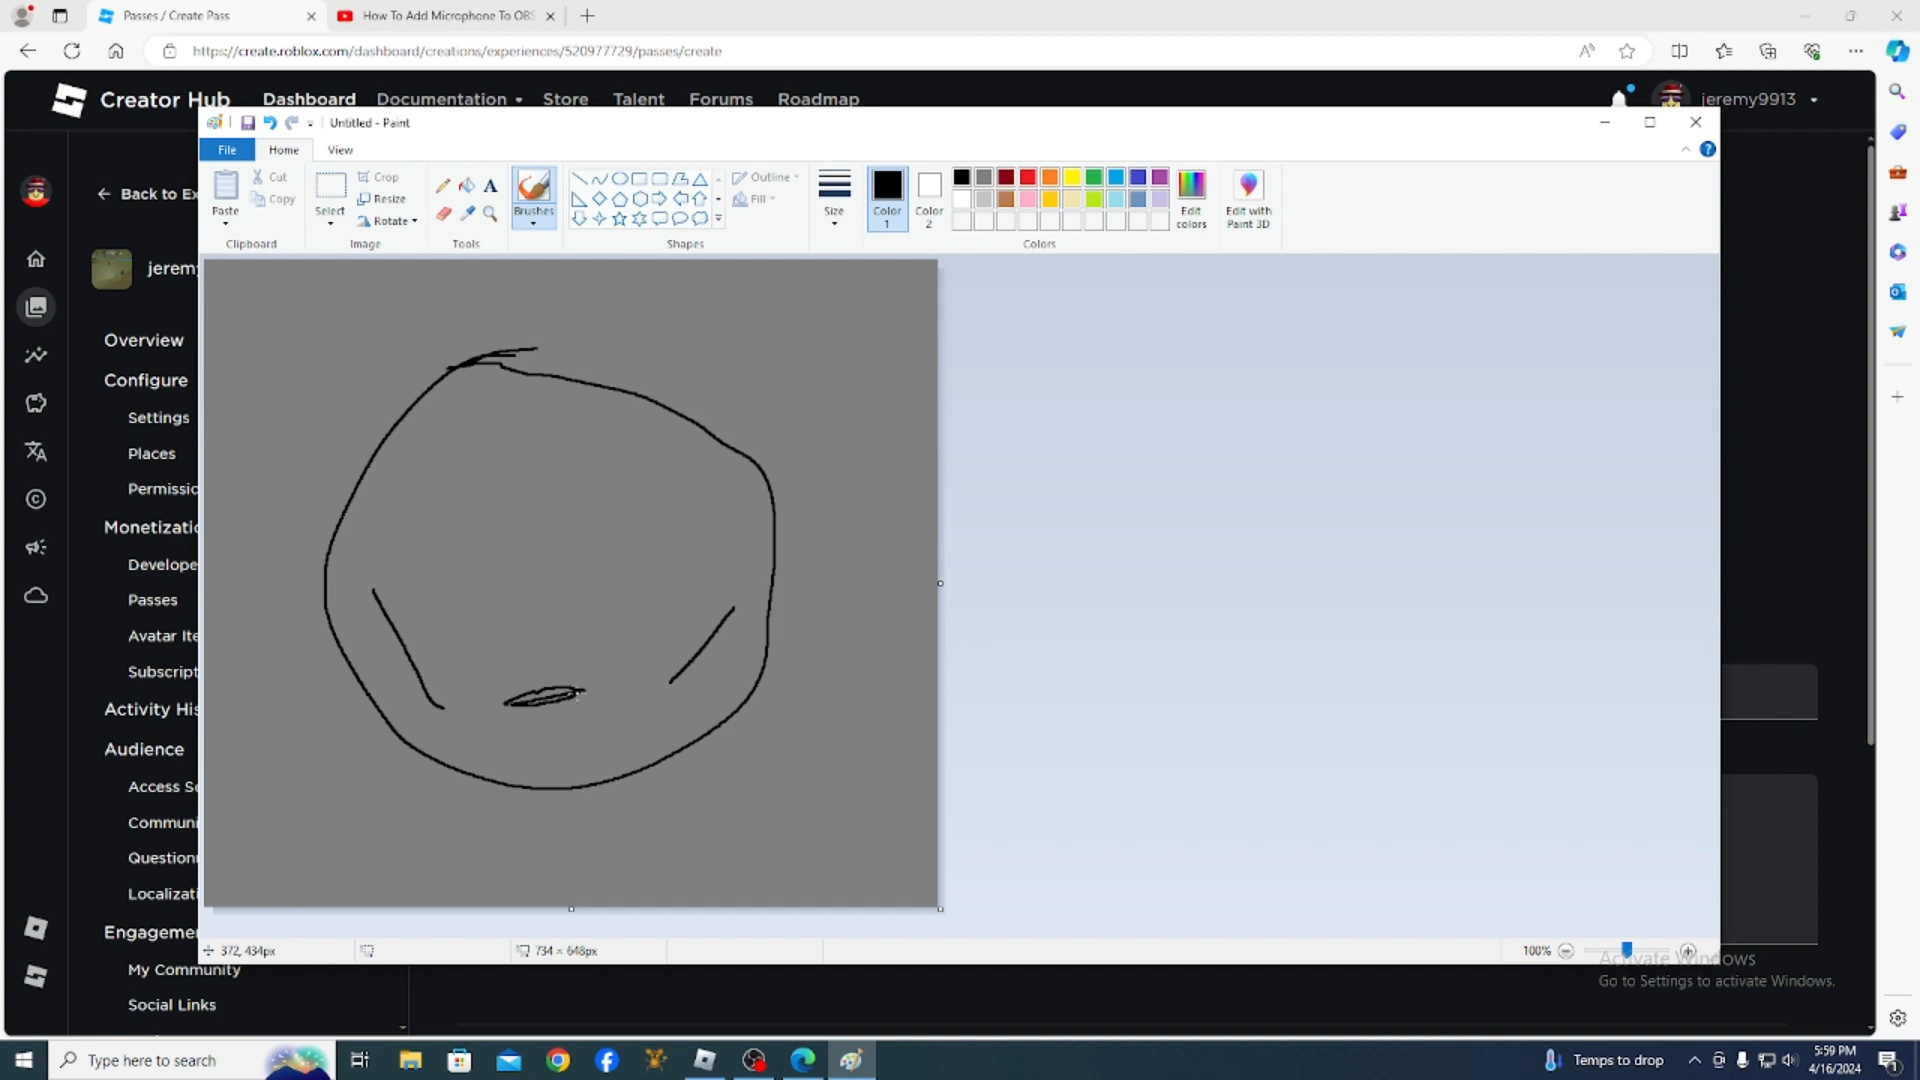 Passes / Create Pass
How To Add Microphone To OBS
https://create.roblox.com/dashboard/creations/experiences/520977729/passes/create
Creator Hub Dashboard Documentation Store Talent Forums Roadmap jeremy9913
Untitled - Paint
File Home View
Cut
Copy
Paste
Clipboard
Crop
Resize
Rotate
Select
Image
Tools
Brushes
Outline
Fill
Shapes
Size
Color 1
Color 2
Colors
Edit colors
Edit with Paint 3D
Back to Ex
jeremy
Overview
Configure
Settings
Places
Permissio
Monetizatio
Develope
Passes
Avatar Ite
Subscript
Activity His
Audience
Access Se
Communi
Question
Localizati
Engagemen
My Community
Social Links
372, 434px
734 × 648px
100%
Activate Windows
Go to Settings to activate Windows.
Type here to search
Temps to drop
5:59 PM
4/16/2024